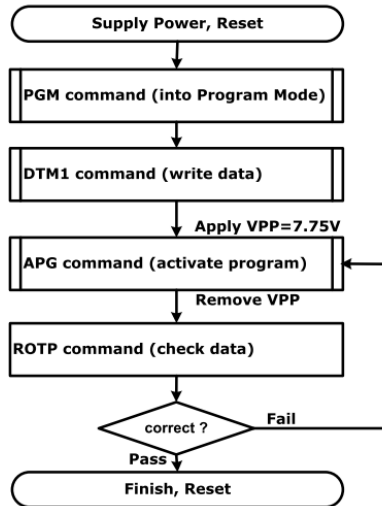 Supply Power, Reset
PGM command (into Program Mode)
DTM1 command (write data)
Apply VPP=7.75V
APG command (activate program)
Remove VPP
ROTP command (check data)
correct ?
Fail
Pass
Finish, Reset